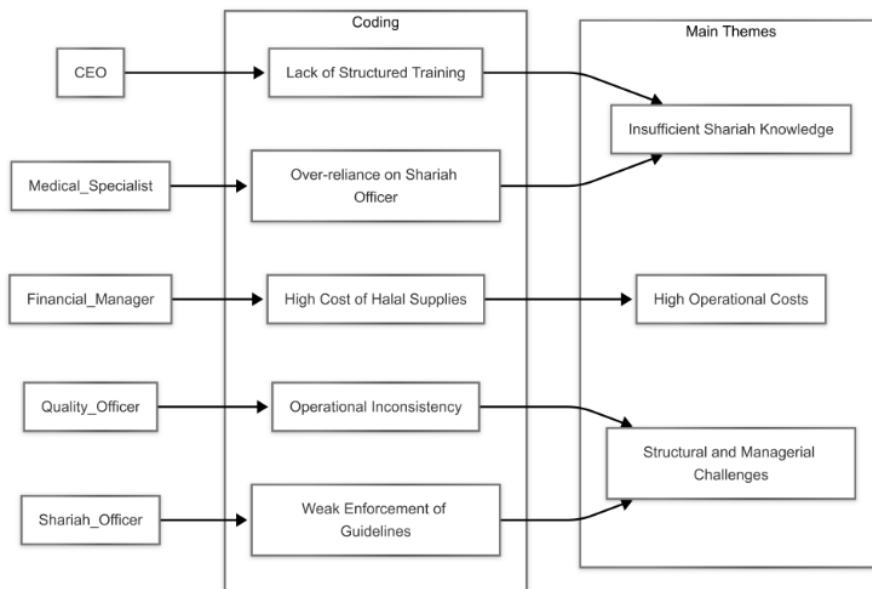 Coding
Main Themes
CEO
Lack of Structured Training
Insufficient Shariah Knowledge
Medical_Specialist
Over-reliance on Shariah
Officer
Financial_Manager
High Cost of Halal Supplies
High Operational Costs
Quality_Officer
Operational Inconsistency
Structural and Managerial
Challenges
Shariah_Officer
Weak Enforcement of
Guidelines